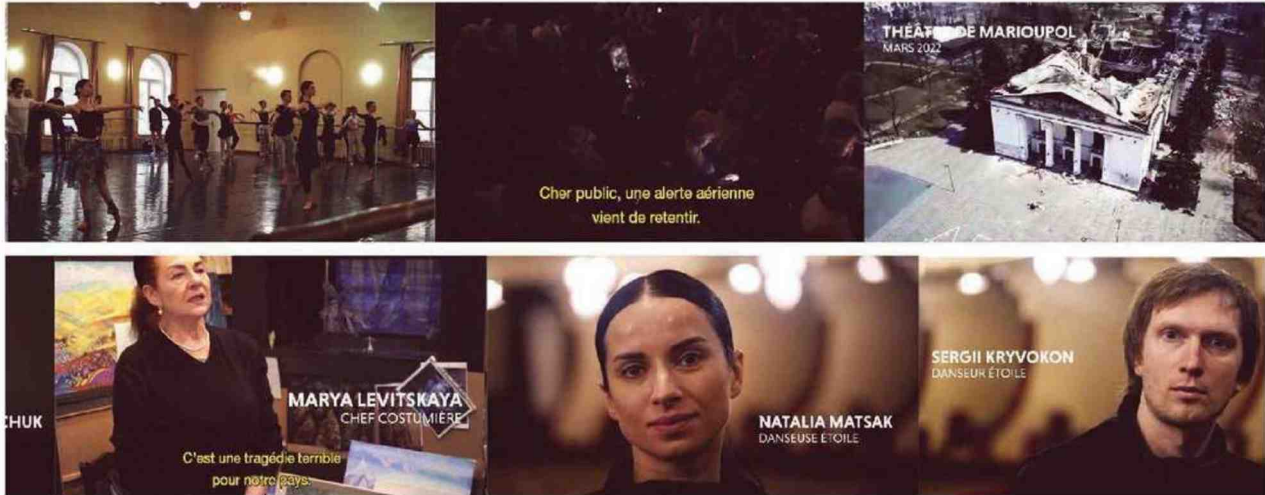 THÉÂTRE DE MARIOUPOL
MARS 2022
Cher public, une alerte aérienne
vient de retentir.
CHUK
MARYA LEVITSKAYA
CHEF COSTUMIÈRE
C'est une tragédie terrible
pour notre pays.
NATALIA MATSAK
DANSEUSE ÉTOILE
SERGII KRYVOKON
DANSEUR ÉTOILE